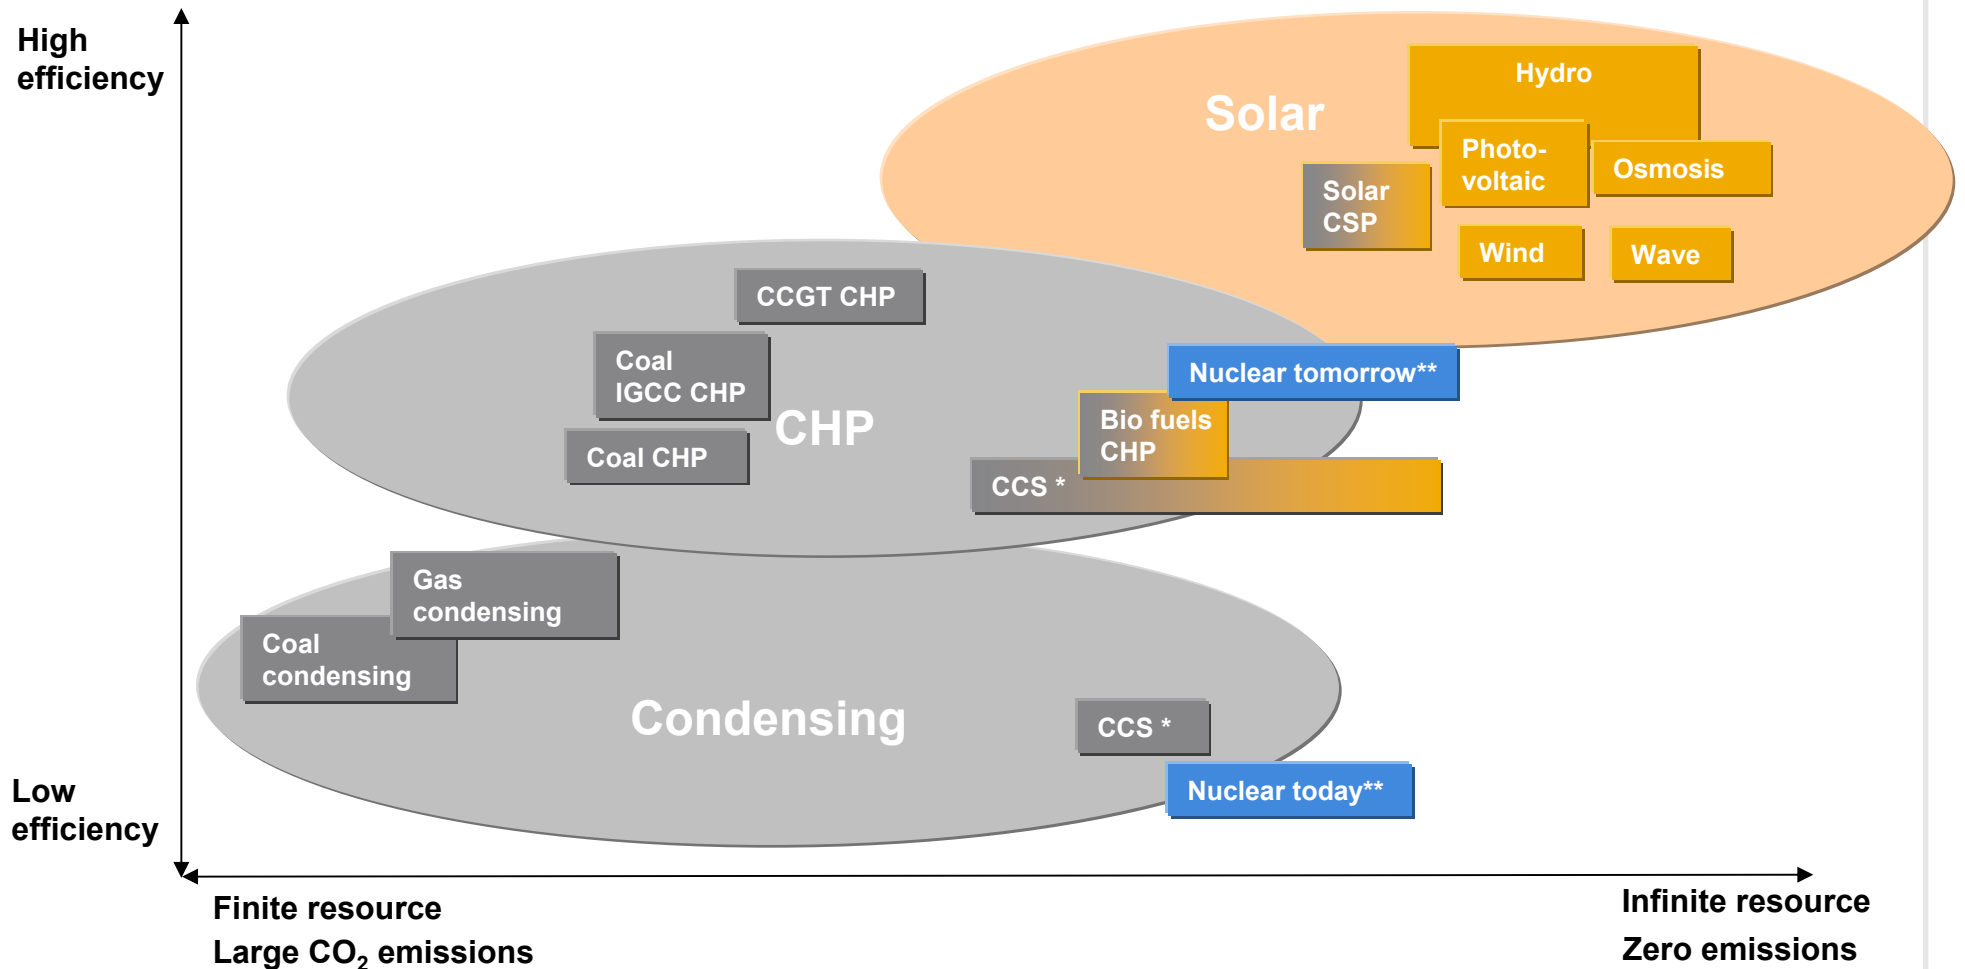 High
efficiency
Solar
Hydro
Photo-
voltaic
Osmosis
Solar
CSP
Wind
Wave
CCGT CHP
Coal
IGCC CHP
CHP
Coal CHP
Nuclear tomorrow**
Bio fuels
CHP
CCS *
Gas
condensing
Coal
condensing
Condensing
CCS *
Nuclear today**
Low
efficiency
Finite resource
Large CO₂ emissions
Infinite resource
Zero emissions